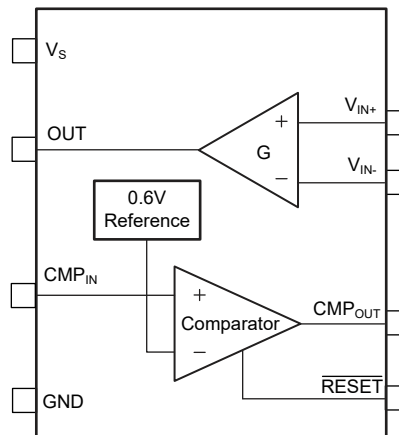 V_S
OUT
+
G
−
V_IN+
V_IN-
0.6V
Reference
CMP_IN
+
Comparator
−
CMP_OUT
RESET
GND